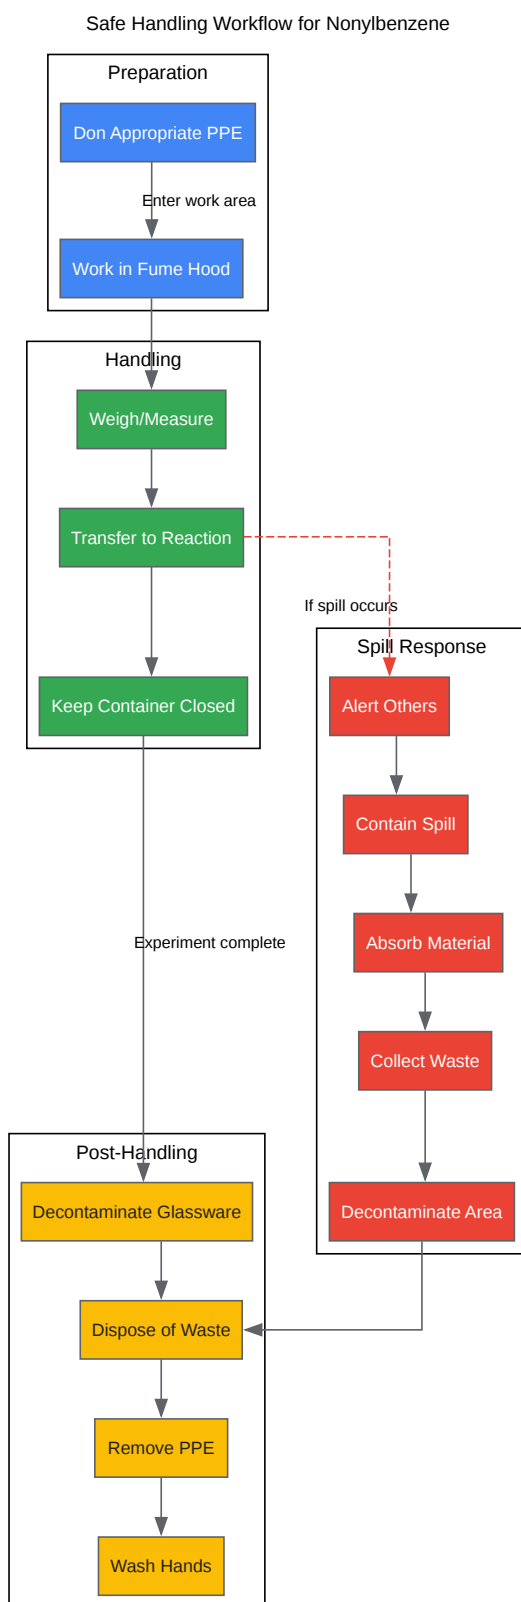 Safe Handling Workflow for Nonylbenzene
Preparation
Don Appropriate PPE
Enter work area
Work in Fume Hood
Handling
Weigh/Measure
Transfer to Reaction
If spill occurs
Keep Container Closed
Spill Response
Alert Others
Contain Spill
Absorb Material
Collect Waste
Decontaminate Area
Experiment complete
Post-Handling
Decontaminate Glassware
Dispose of Waste
Remove PPE
Wash Hands